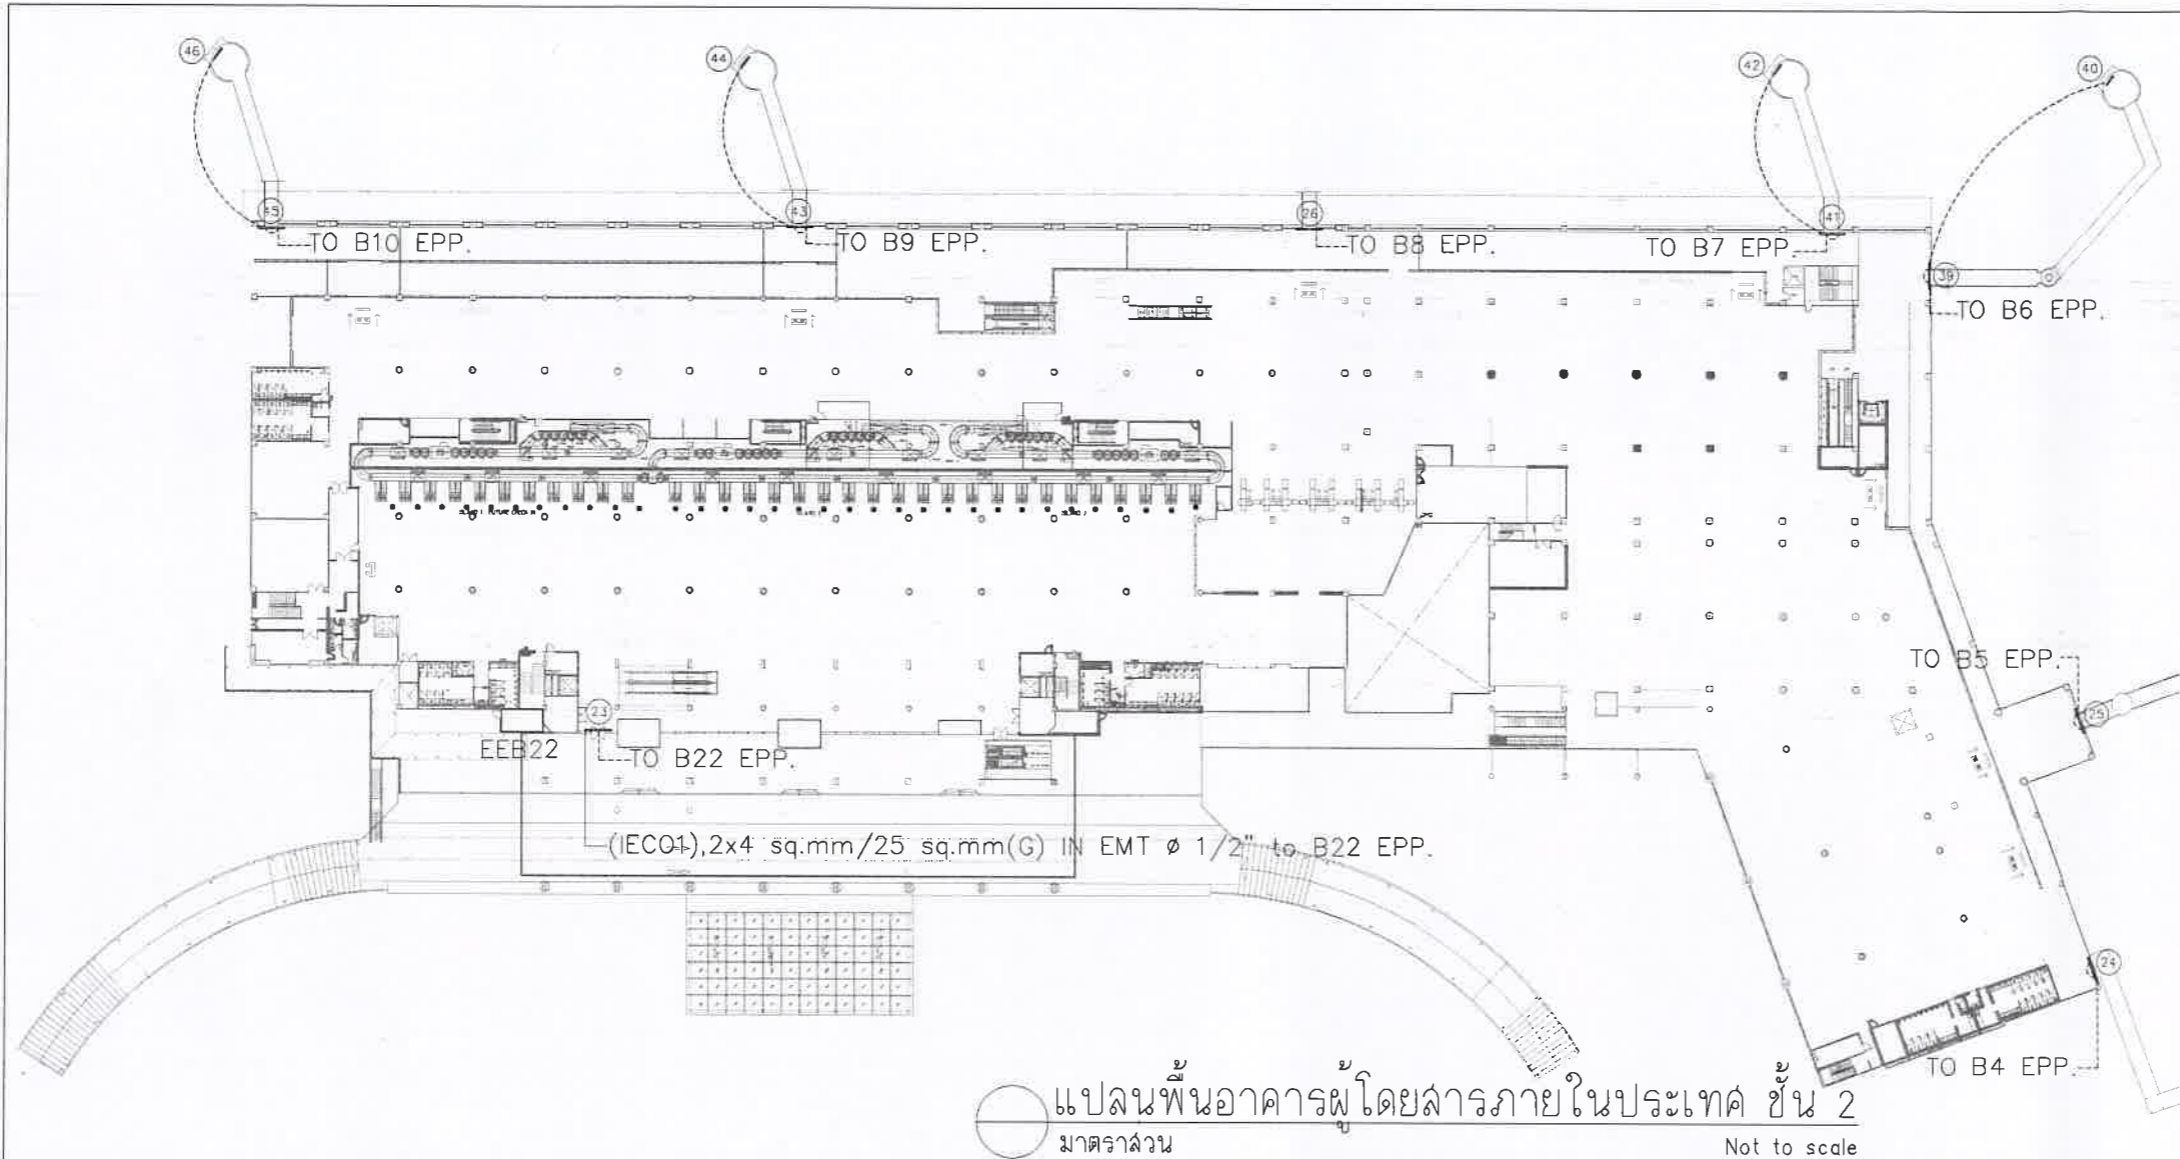 46
44
42
40
45
43
26
41
TO B10 EPP.
TO B9 EPP.
TO B8 EPP.
TO B7 EPP.
39
TO B6 EPP.
TO B5 EPP.
25
23
EEB22
TO B22 EPP.
(IEC01),2x4 sq.mm/25 sq.mm(G) IN EMT ø 1/2" to B22 EPP.
24
TO B4 EPP.
แปลนพื้นอาคารผู้โดยสารภายในประเทศ ชั้น 2
มาตราส่วน
Not to scale